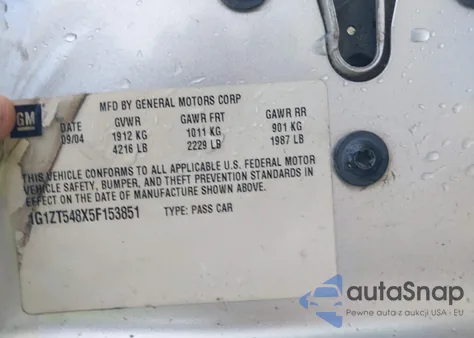 MFD BY GENERAL MOTORS CORP
GM
DATE GVWR GAWR FRT GAWR RR
09/04 1912 KG 1011 KG 901 KG
4216 LB 2229 LB 1987 LB
THIS VEHICLE CONFORMS TO ALL APPLICABLE U.S. FEDERAL MOTOR
VEHICLE SAFETY, BUMPER, AND THEFT PREVENTION STANDARDS IN
EFFECT ON THE DATE OF MANUFACTURE SHOWN ABOVE.
1G1ZT548X5F153851 TYPE: PASS CAR
autoSnap
Pewne auta z aukcji USA - EU